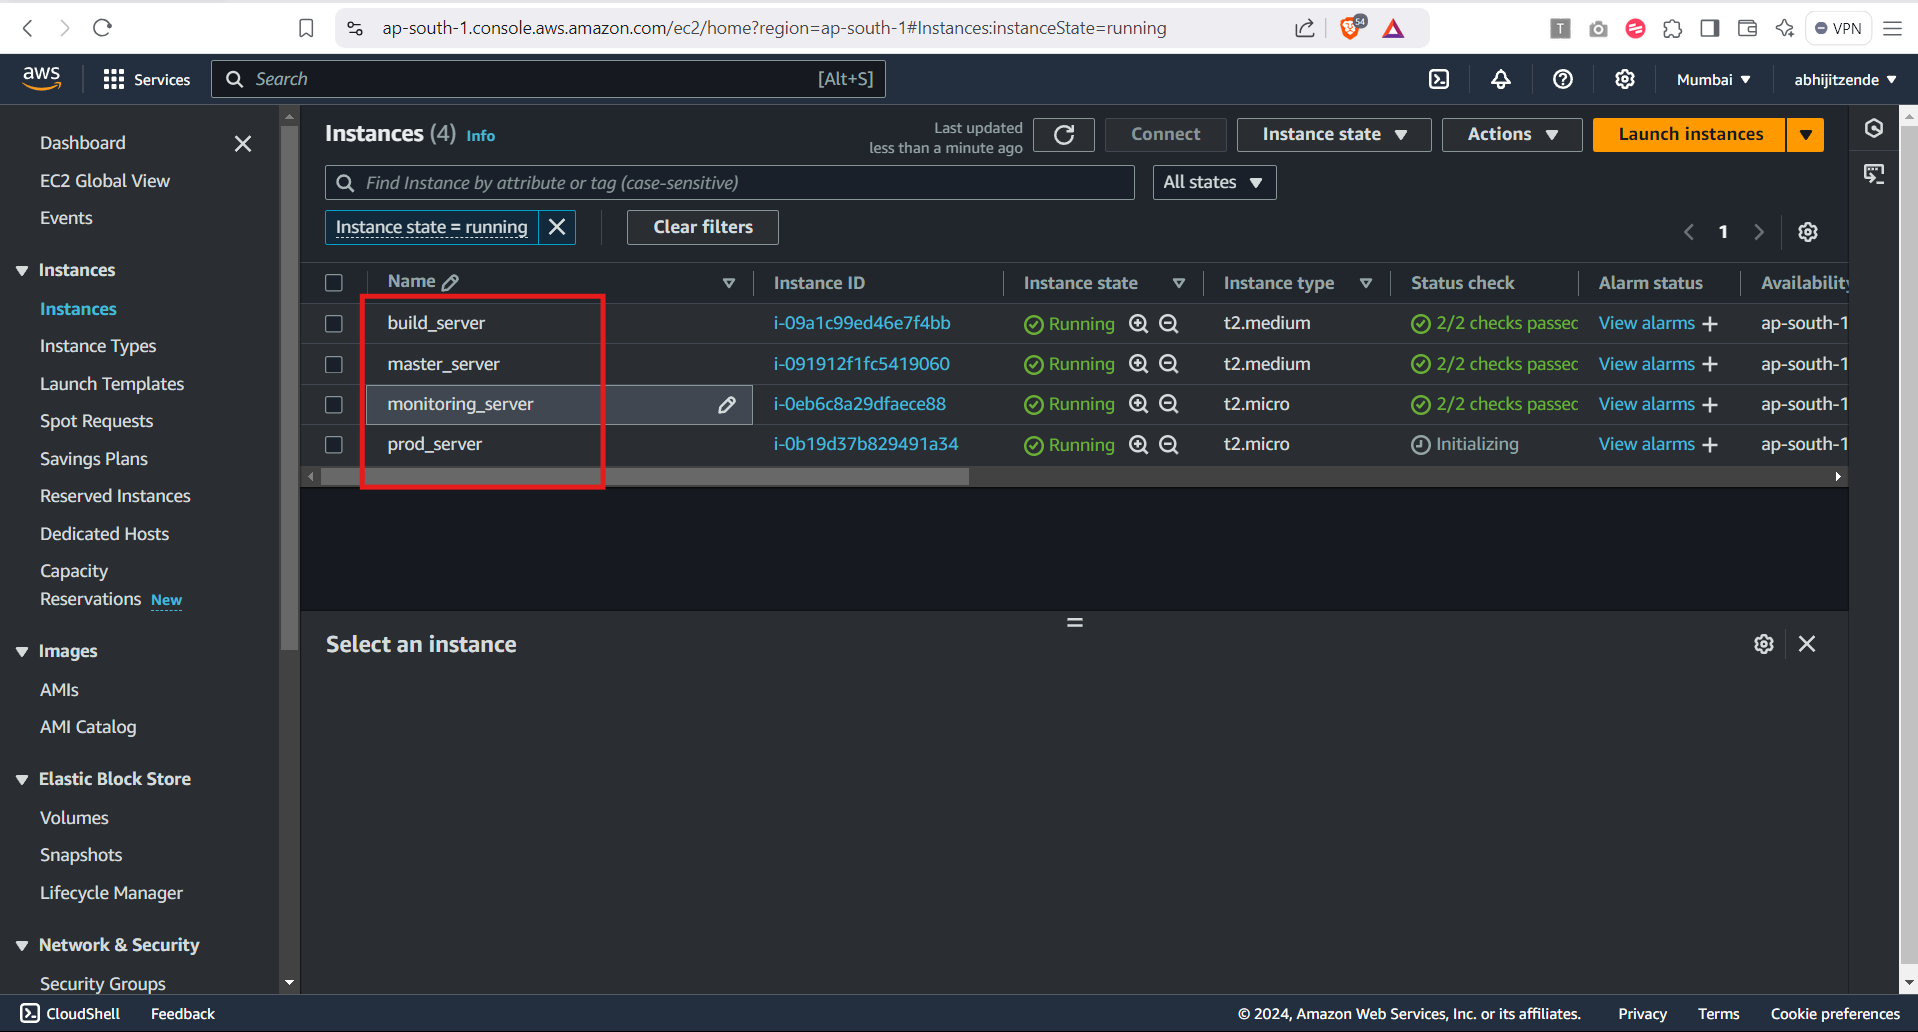 ap-south-1.console.aws.amazon.com/ec2/home?region=ap-south-1#Instances:instanceState=running
54
T
VPN
aws
Services
Search
[Alt+S]
Mumbai
abhijitzende
Dashboard
EC2 Global View
Events
Instances
Instances
Instance Types
Launch Templates
Spot Requests
Savings Plans
Reserved Instances
Dedicated Hosts
Capacity
Reservations New
Images
AMIs
AMI Catalog
Elastic Block Store
Volumes
Snapshots
Lifecycle Manager
Network & Security
Security Groups
Instances (4) Info
Last updated
less than a minute ago
Connect
Instance state
Actions
Launch instances
Find Instance by attribute or tag (case-sensitive)
All states
Instance state = running
Clear filters
1
Name Instance ID Instance state Instance type Status check Alarm status Availability
build_server i-09a1c99ed46e7f4bb Running t2.medium 2/2 checks passec View alarms + ap-south-1
master_server i-091912f1fc5419060 Running t2.medium 2/2 checks passec View alarms + ap-south-1
monitoring_server i-0eb6c8a29dfaece88 Running t2.micro 2/2 checks passec View alarms + ap-south-1
prod_server i-0b19d37b829491a34 Running t2.micro Initializing View alarms + ap-south-1
Select an instance
CloudShell Feedback
© 2024, Amazon Web Services, Inc. or its affiliates. Privacy Terms Cookie preferences